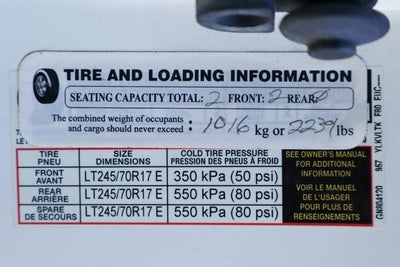 TIRE AND LOADING INFORMATION
SEATING CAPACITY TOTAL: 2 FRONT: 2 REAR: 0
The combined weight of occupants
and cargo should never exceed : 1016 kg or 2239 lbs
TIRE PNEU
SIZE DIMENSIONS
COLD TIRE PRESSURE
PRESSION DES PNEUS À FROID
FRONT AVANT LT245/70R17 E 350 kPa (50 psi)
REAR ARRIÈRE LT245/70R17 E 550 kPa (80 psi)
SPARE DE SECOURS LT245/70R17 E 550 kPa (80 psi)
SEE OWNER'S MANUAL
FOR ADDITIONAL
INFORMATION
VOIR LE MANUEL
DE L'USAGER
POUR PLUS DE
RENSEIGNEMENTS
967 YLKVLTK F80